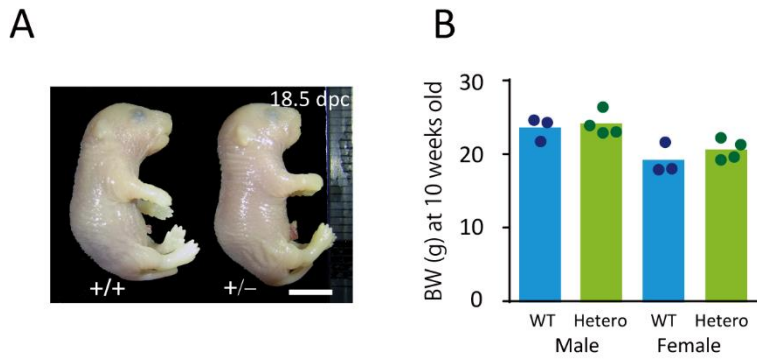 A
18.5 dpc
+/+
+/−
B
BW (g) at 10 weeks old
30
20
10
0
WT Hetero WT Hetero
Male Female